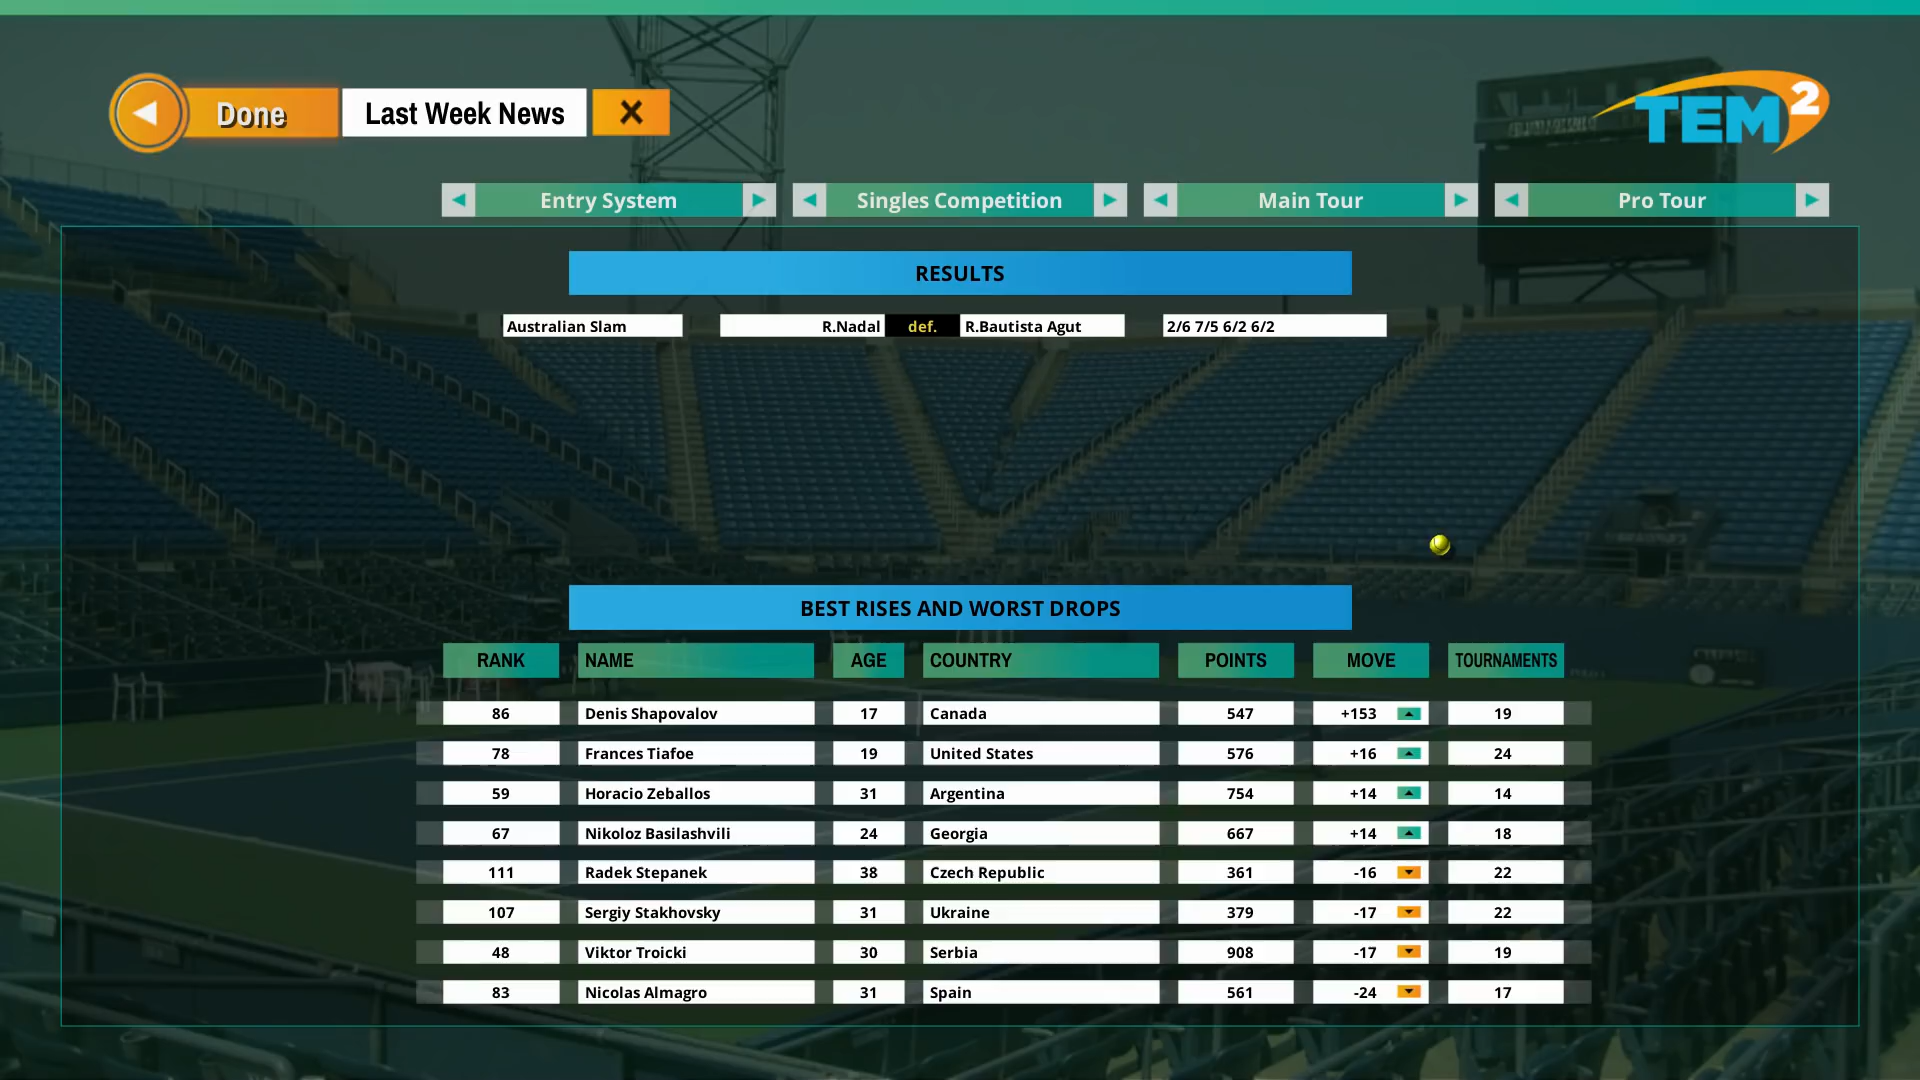 Done
Last Week News
TEM2
Entry System
Singles Competition
Main Tour
Pro Tour
RESULTS
Australian Slam R.Nadal def. R.Bautista Agut 2/6 7/5 6/2 6/2
BEST RISES AND WORST DROPS
RANK NAME AGE COUNTRY POINTS MOVE TOURNAMENTS
86 Denis Shapovalov 17 Canada 547 +153 19
78 Frances Tiafoe 19 United States 576 +16 24
59 Horacio Zeballos 31 Argentina 754 +14 14
67 Nikoloz Basilashvili 24 Georgia 667 +14 18
111 Radek Stepanek 38 Czech Republic 361 -16 22
107 Sergiy Stakhovsky 31 Ukraine 379 -17 22
48 Viktor Troicki 30 Serbia 908 -17 19
83 Nicolas Almagro 31 Spain 561 -24 17